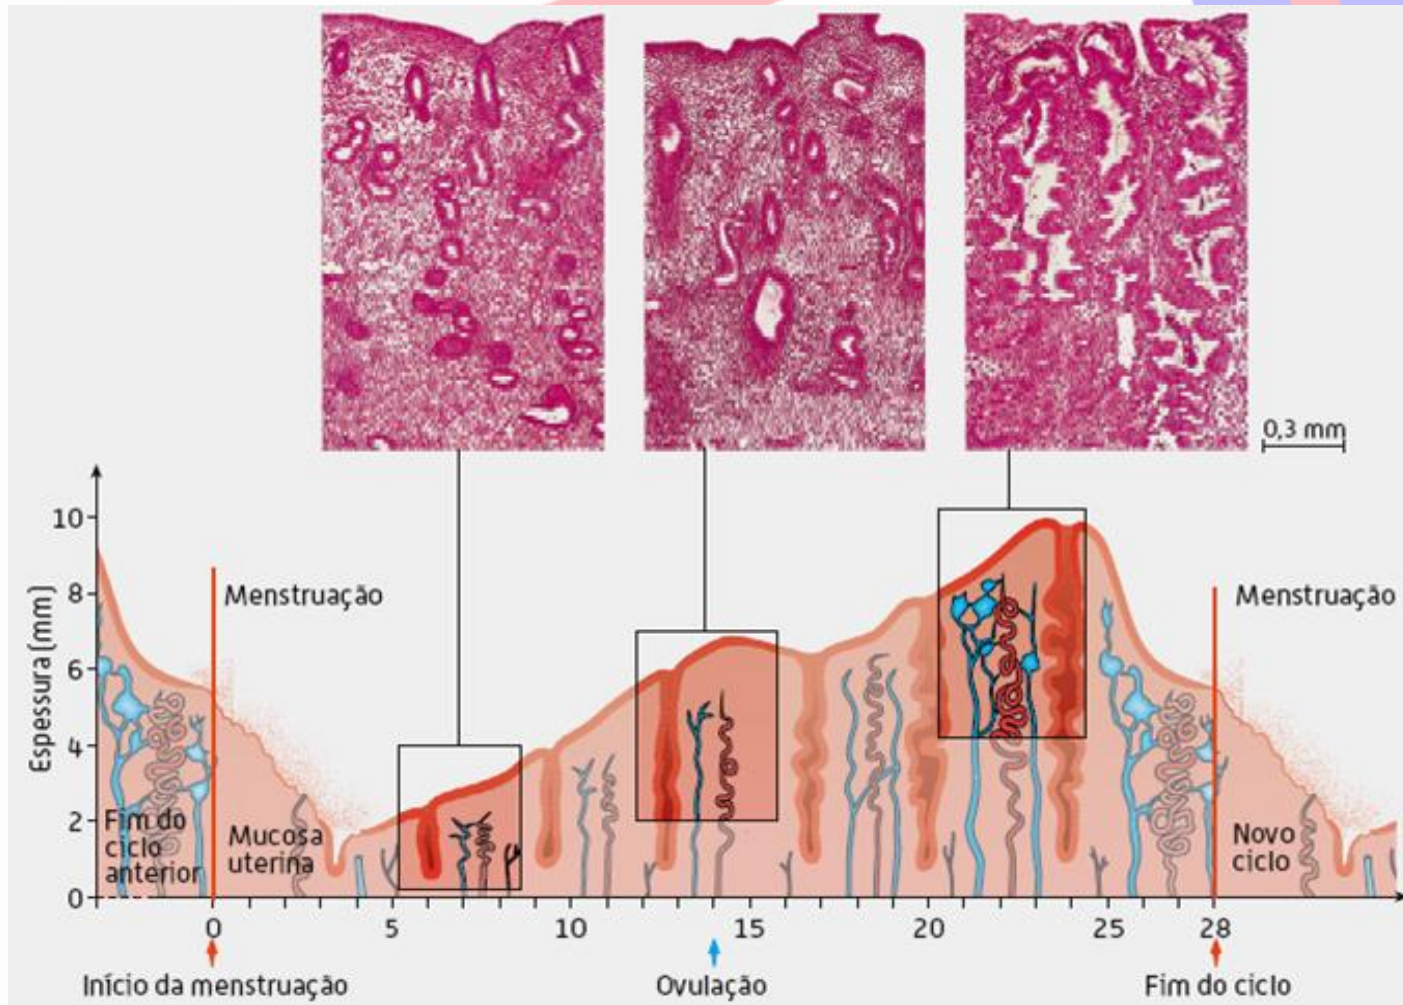 0,3 mm
Espessura (mm)
10
8
6
4
2
0
Menstruação
Menstruação
Fim do
ciclo
anterior
Mucosa
uterina
Novo
ciclo
0
5
10
15
20
25
28
Início da menstruação
Ovulação
Fim do ciclo